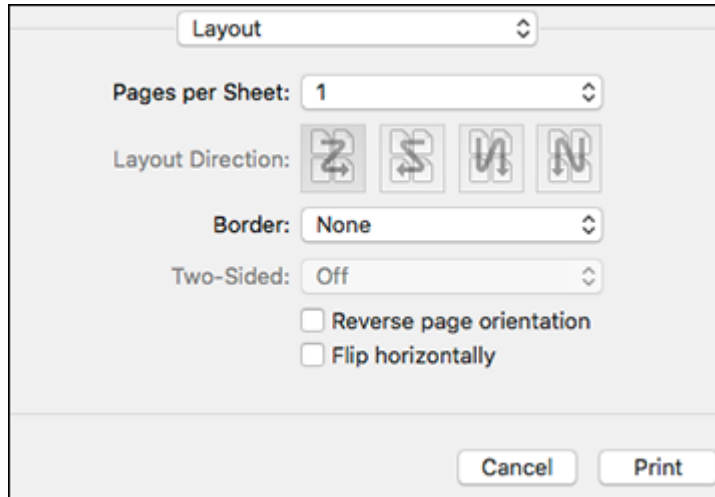 Layout
Pages per Sheet: 1
Layout Direction:
Border: None
Two-Sided: Off
Reverse page orientation
Flip horizontally
Cancel Print